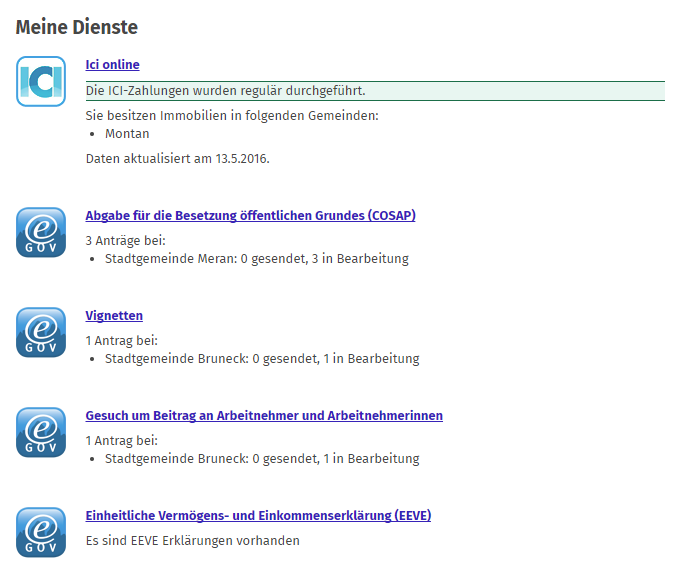 Meine Dienste
ICI
Ici online
Die ICI-Zahlungen wurden regulär durchgeführt.
Sie besitzen Immobilien in folgenden Gemeinden:
• Montan
Daten aktualisiert am 13.5.2016.
e GOV
Abgabe für die Besetzung öffentlichen Grundes (COSAP)
3 Anträge bei:
• Stadtgemeinde Meran: 0 gesendet, 3 in Bearbeitung
e GOV
Vignetten
1 Antrag bei:
• Stadtgemeinde Bruneck: 0 gesendet, 1 in Bearbeitung
e GOV
Gesuch um Beitrag an Arbeitnehmer und Arbeitnehmerinnen
1 Antrag bei:
• Stadtgemeinde Bruneck: 0 gesendet, 1 in Bearbeitung
e GOV
Einheitliche Vermögens- und Einkommenserklärung (EEVE)
Es sind EEVE Erklärungen vorhanden